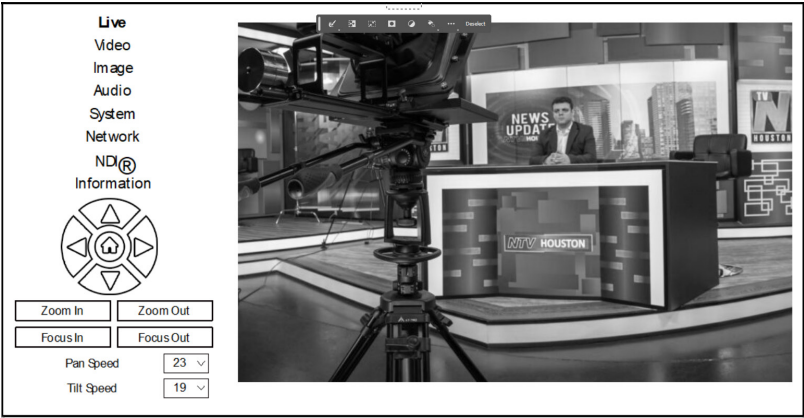 Live
Video
Image
Audio
System
Network
NDI®
Information
Zoom In
Zoom Out
Focus In
Focus Out
Pan Speed
23
Tilt Speed
19
Deselect
NEWS
UPDATE
TV
N
HOUSTON
NTV HOUSTON